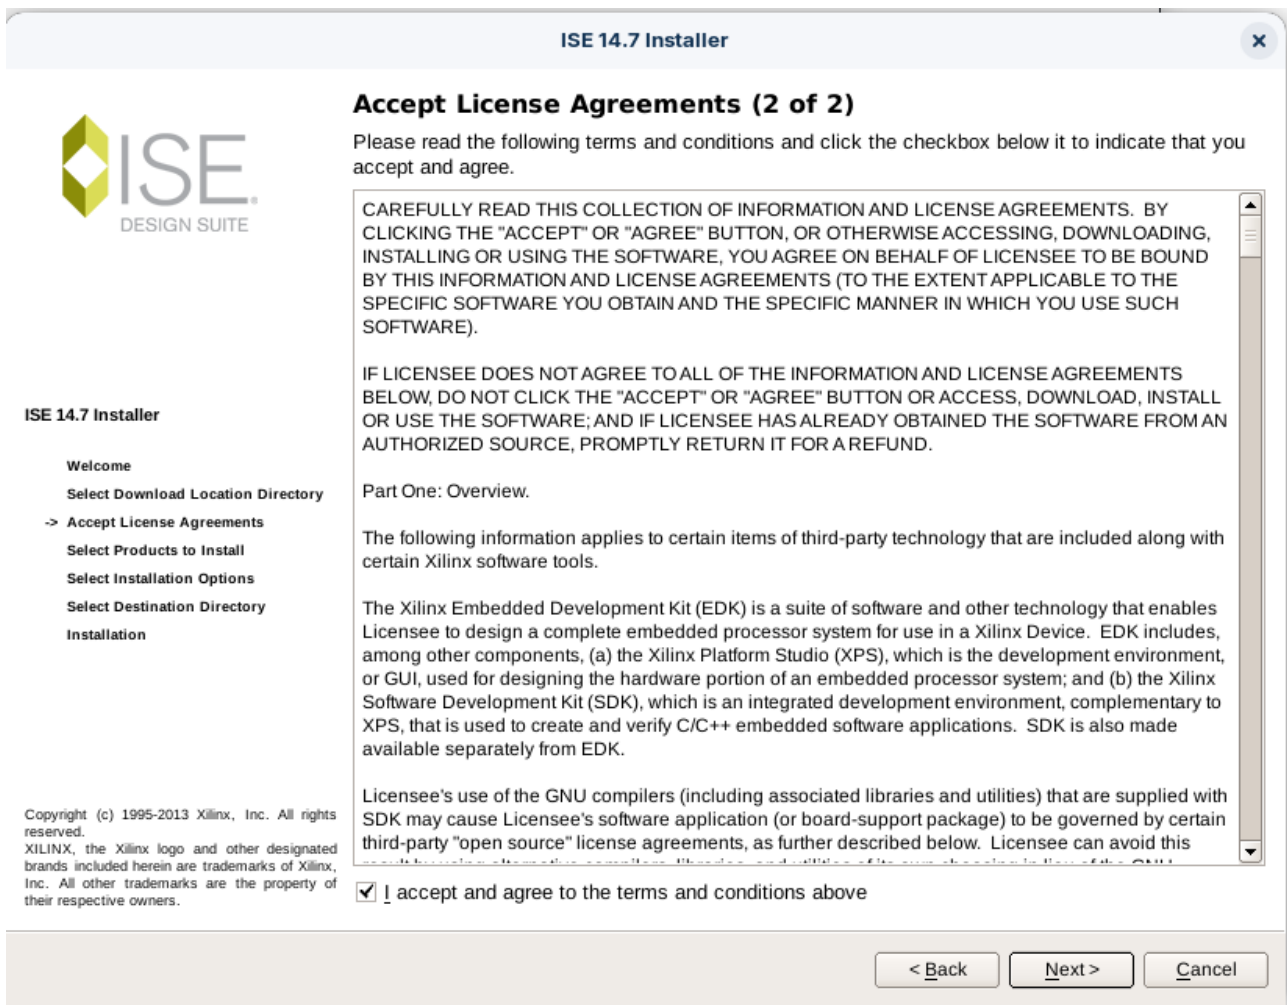 ISE 14.7 Installer
ISE
DESIGN SUITE
ISE 14.7 Installer
Welcome
Select Download Location Directory
-> Accept License Agreements
Select Products to Install
Select Installation Options
Select Destination Directory
Installation
Copyright (c) 1995-2013 Xilinx, Inc. All rights
reserved.
XILINX, the Xilinx logo and other designated
brands included herein are trademarks of Xilinx,
Inc. All other trademarks are the property of
their respective owners.
Accept License Agreements (2 of 2)
Please read the following terms and conditions and click the checkbox below it to indicate that you
accept and agree.
CAREFULLY READ THIS COLLECTION OF INFORMATION AND LICENSE AGREEMENTS.  BY
CLICKING THE "ACCEPT" OR "AGREE" BUTTON, OR OTHERWISE ACCESSING, DOWNLOADING,
INSTALLING OR USING THE SOFTWARE, YOU AGREE ON BEHALF OF LICENSEE TO BE BOUND
BY THIS INFORMATION AND LICENSE AGREEMENTS (TO THE EXTENT APPLICABLE TO THE
SPECIFIC SOFTWARE YOU OBTAIN AND THE SPECIFIC MANNER IN WHICH YOU USE SUCH
SOFTWARE).
IF LICENSEE DOES NOT AGREE TO ALL OF THE INFORMATION AND LICENSE AGREEMENTS
BELOW, DO NOT CLICK THE "ACCEPT" OR "AGREE" BUTTON OR ACCESS, DOWNLOAD, INSTALL
OR USE THE SOFTWARE; AND IF LICENSEE HAS ALREADY OBTAINED THE SOFTWARE FROM AN
AUTHORIZED SOURCE, PROMPTLY RETURN IT FOR A REFUND.
Part One: Overview.
The following information applies to certain items of third-party technology that are included along with
certain Xilinx software tools.
The Xilinx Embedded Development Kit (EDK) is a suite of software and other technology that enables
Licensee to design a complete embedded processor system for use in a Xilinx Device.  EDK includes,
among other components, (a) the Xilinx Platform Studio (XPS), which is the development environment,
or GUI, used for designing the hardware portion of an embedded processor system; and (b) the Xilinx
Software Development Kit (SDK), which is an integrated development environment, complementary to
XPS, that is used to create and verify C/C++ embedded software applications.  SDK is also made
available separately from EDK.
Licensee's use of the GNU compilers (including associated libraries and utilities) that are supplied with
SDK may cause Licensee's software application (or board-support package) to be governed by certain
third-party "open source" license agreements, as further described below.  Licensee can avoid this
I accept and agree to the terms and conditions above
< Back
Next >
Cancel